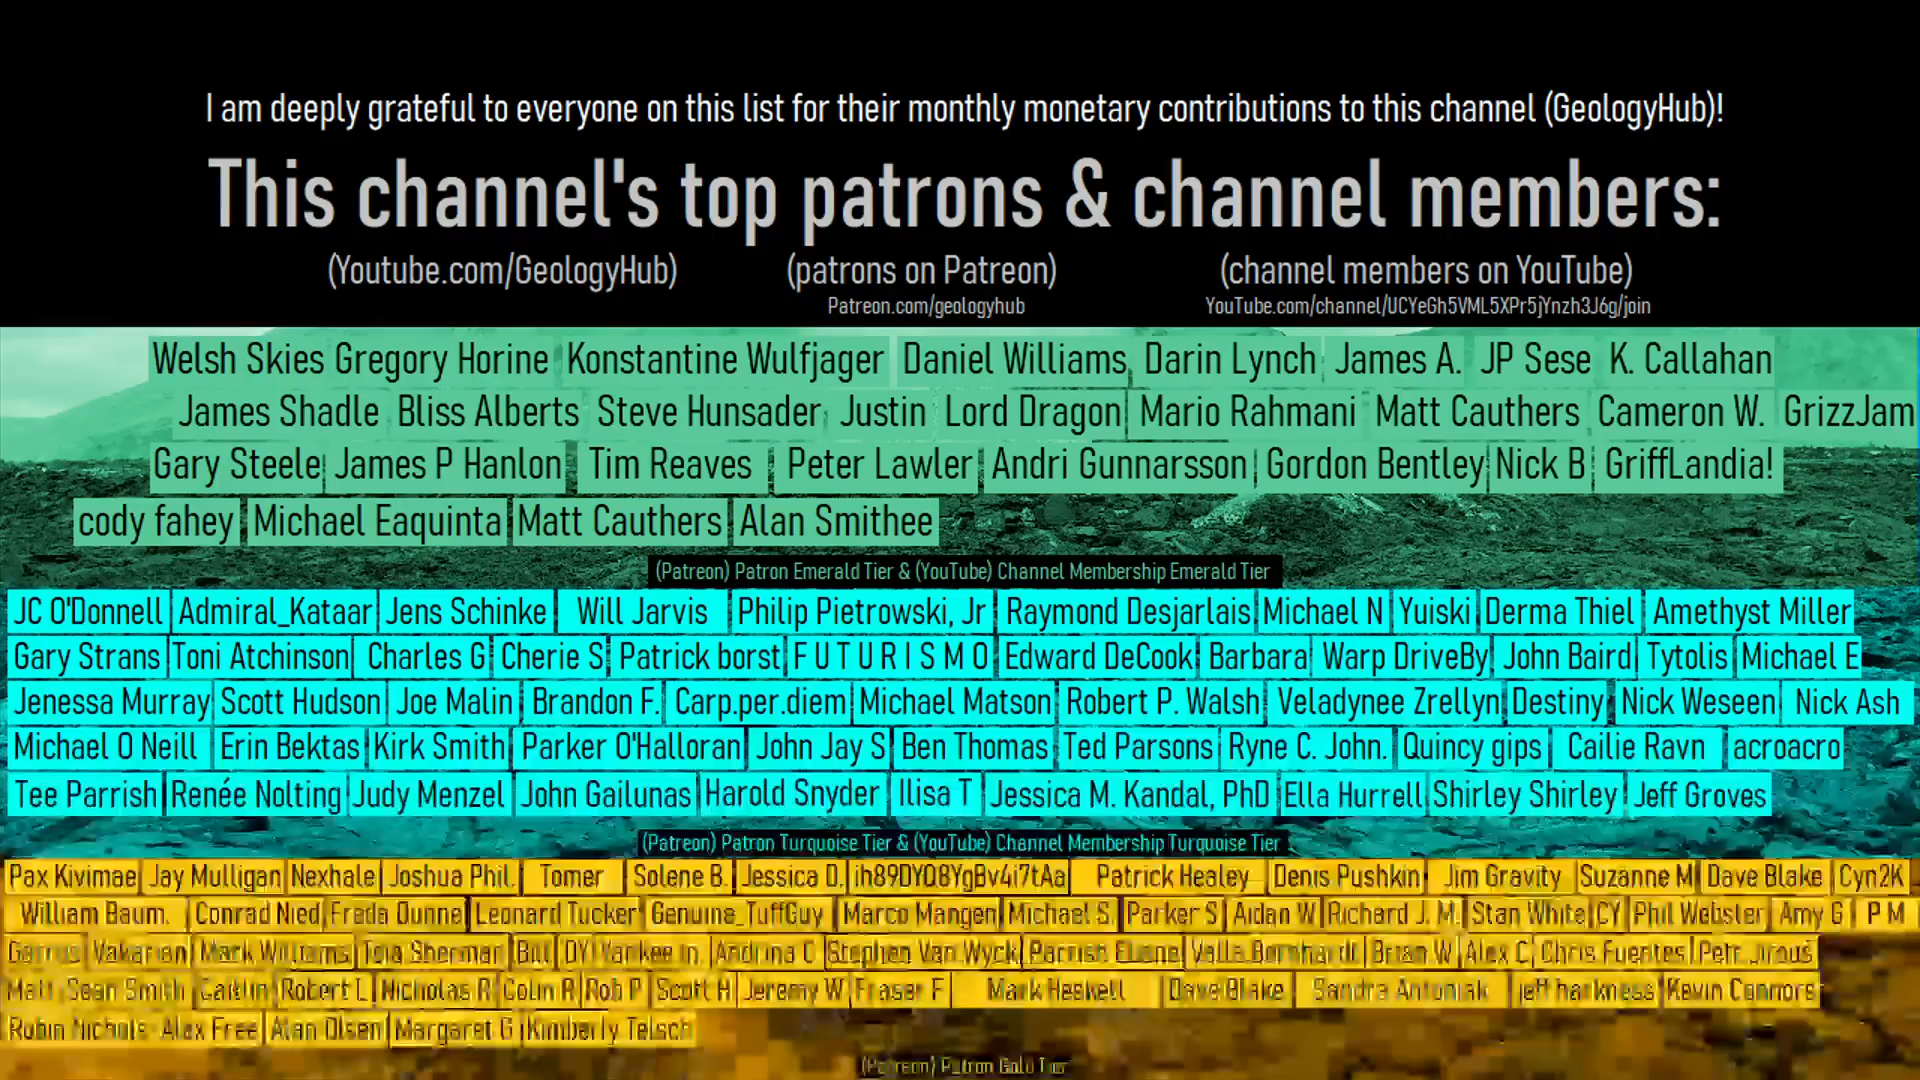 I am deeply grateful to everyone on this list for their monthly monetary contributions to this channel (GeologyHub)!
This channel's top patrons & channel members:
(Youtube.com/GeologyHub) (patrons on Patreon) (channel members on YouTube)
Patreon.com/geologyhub YouTube.com/channel/UCYeGh5VML5XPr5jYnzh3J6g/join
Welsh Skies Gregory Horine Konstantine Wulfjager Daniel Williams Darin Lynch James A. JP Sese K. Callahan
James Shadle Bliss Alberts Steve Hunsader Justin Lord Dragon Mario Rahmani Matt Cauthers Cameron W. GrizzJam
Gary Steele James P Hanlon Tim Reaves Peter Lawler Andri Gunnarsson Gordon Bentley Nick B GriffLandia!
cody fahey Michael Eaquinta Matt Cauthers Alan Smithee
(Patreon) Patron Emerald Tier & (YouTube) Channel Membership Emerald Tier
JC O'Donnell Admiral_Kataar Jens Schinke Will Jarvis Philip Pietrowski, Jr Raymond Desjarlais Michael N Yuiski Derma Thiel Amethyst Miller
Gary Strans Toni Atchinson Charles G Cherie S Patrick borst F U T U R I S M O Edward DeCook Barbara Warp DriveBy John Baird Tytolis Michael E
Jenessa Murray Scott Hudson Joe Malin Brandon F. Carp.per.diem Michael Matson Robert P. Walsh Veladynee Zrellyn Destiny Nick Weseen Nick Ash
Michael O Neill Erin Bektas Kirk Smith Parker O'Halloran John Jay S Ben Thomas Ted Parsons Ryne C. John. Quincy gips Cailie Ravn acroacro
Tee Parrish Renée Nolting Judy Menzel John Gailunas Harold Snyder Ilisa T Jessica M. Kandal, PhD Ella Hurrell Shirley Shirley Jeff Groves
(Patreon) Patron Turquoise Tier & (YouTube) Channel Membership Turquoise Tier
Pax Kivimae Jay Mulligan Nexhale Joshua Phil. Tomer Solene B. Jessica D. ih89DYQ8YgBv4i7tAa Patrick Healey Denis Pushkin Jim Gravity Suzanne M Dave Blake Cyn2K
William Baum. Conrad Nied Freda Dunne Leonard Tucker Genuine_TuffGuy Marco Mangen Michael S. Parker S Aidan W Richard J. M. Stan White CY Phil Webster Amy G P M
Vakarian Mark Williams Sherman Bill DY Yankee in. Andrina C Stephen Van Wyck Parrish Brian W Alex C Chris Fuentes Petr
Matt Sean Smith Caitlin Robert L Nicholas R Colin R Rob P Scott H Jeremy W Fraser F Mark Heskell Dave Blake Sandra Antoniak jeff harkness Kevin Connors
Robin Nichols Alex Free Alan Olsen Margaret G Kimberly Telsch
(Patreon) Patron Gold Tier